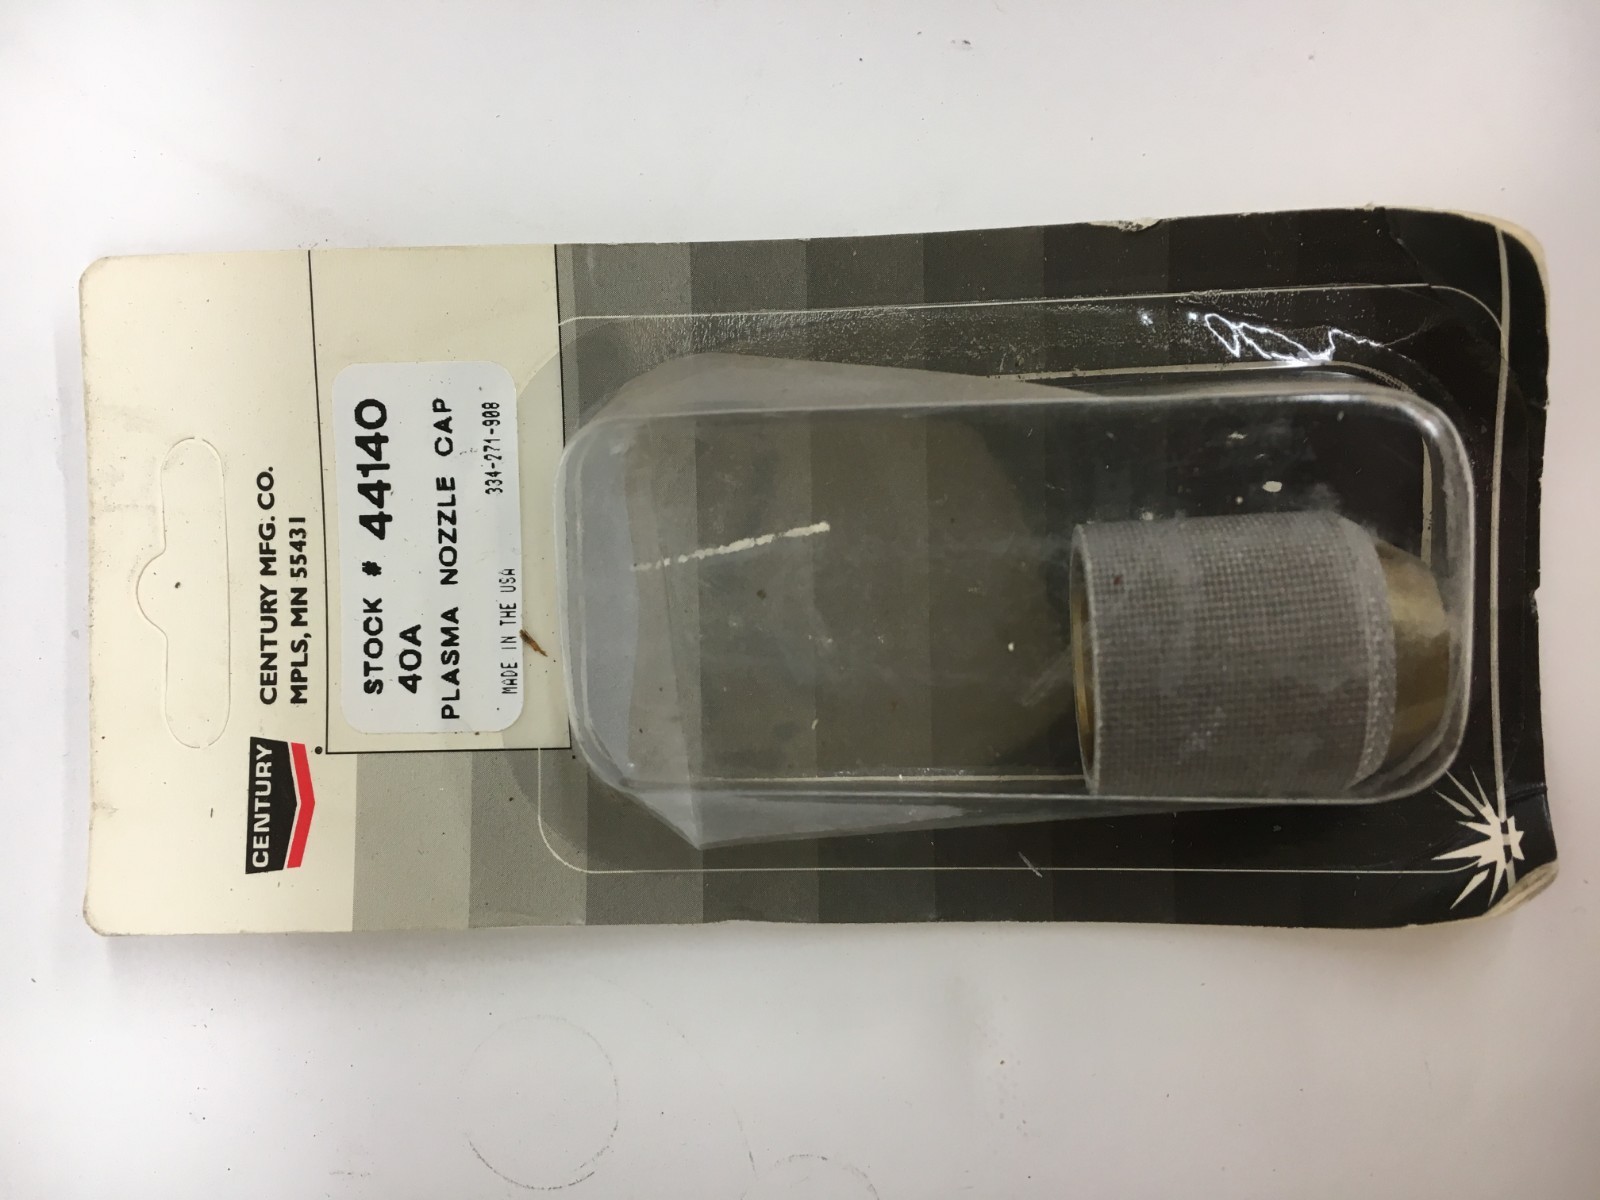 CENTURY
CENTURY MFG. CO.
MPLS, MN 55431
STOCK # 44140
40A
PLASMA NOZZLE CAP
334-271-908
MADE IN THE USA